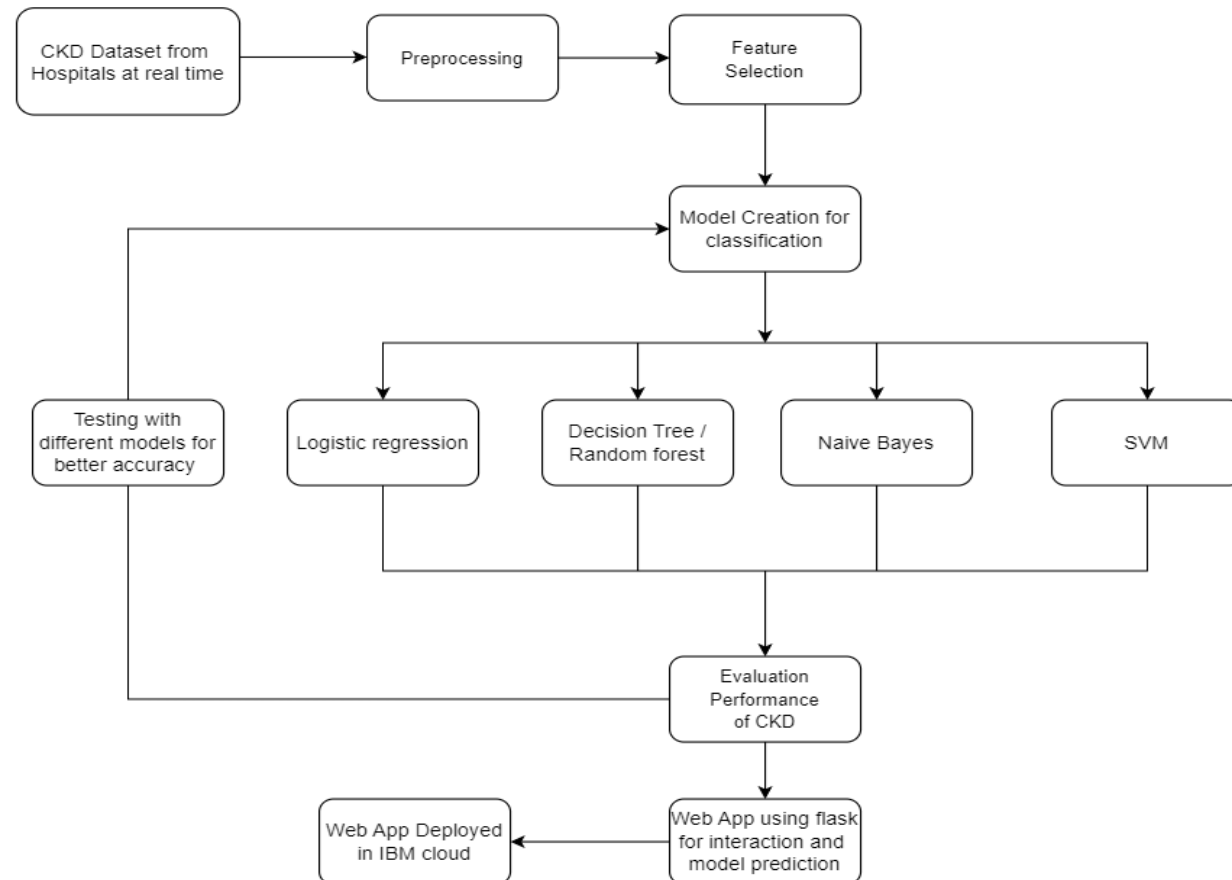 CKD Dataset from
Hospitals at real time
Preprocessing
Feature
Selection
Model Creation for
classification
Testing with
different models for
better accuracy
Logistic regression
Decision Tree /
Random forest
Naive Bayes
SVM
Evaluation
Performance
of CKD
Web App Deployed
in IBM cloud
Web App using flask
for interaction and
model prediction